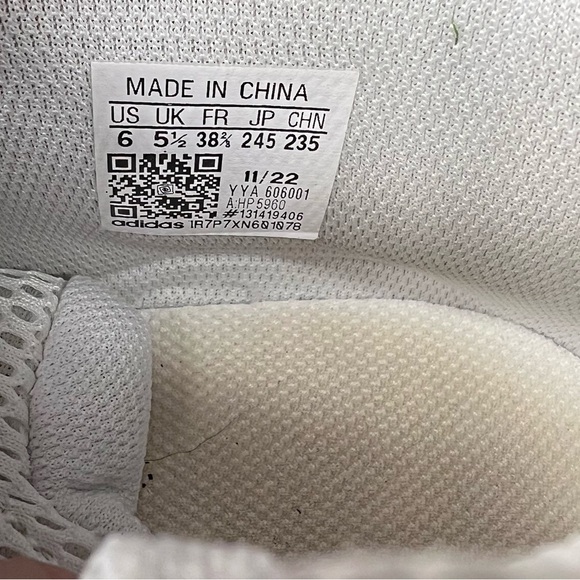 MADE IN CHINA
US UK FR JP CHN
6 5½ 38⅔ 245 235
11/22
YYA 606001
A:HP5960
#131419406
adidas 1R7P7XN601078